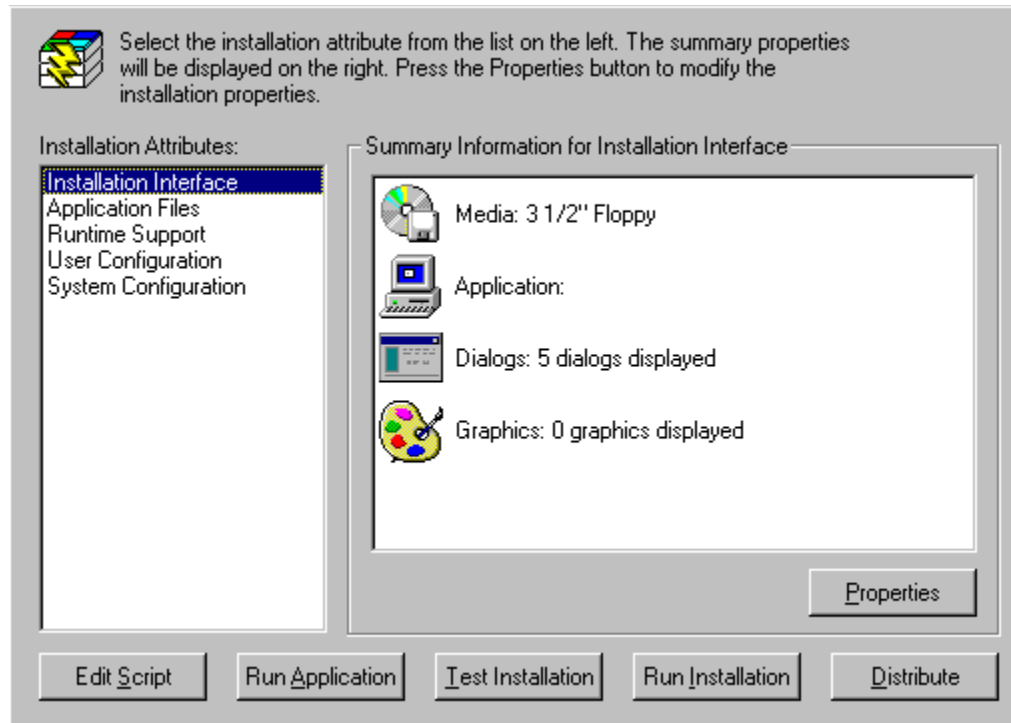 Select the installation attribute from the list on the left. The summary properties
will be displayed on the right. Press the Properties button to modify the
installation properties.
Installation Attributes:
Installation Interface
Application Files
Runtime Support
User Configuration
System Configuration
Summary Information for Installation Interface
Media: 3 1/2" Floppy
Application:
Dialogs: 5 dialogs displayed
Graphics: 0 graphics displayed
Properties
Edit Script
Run Application
Test Installation
Run Installation
Distribute